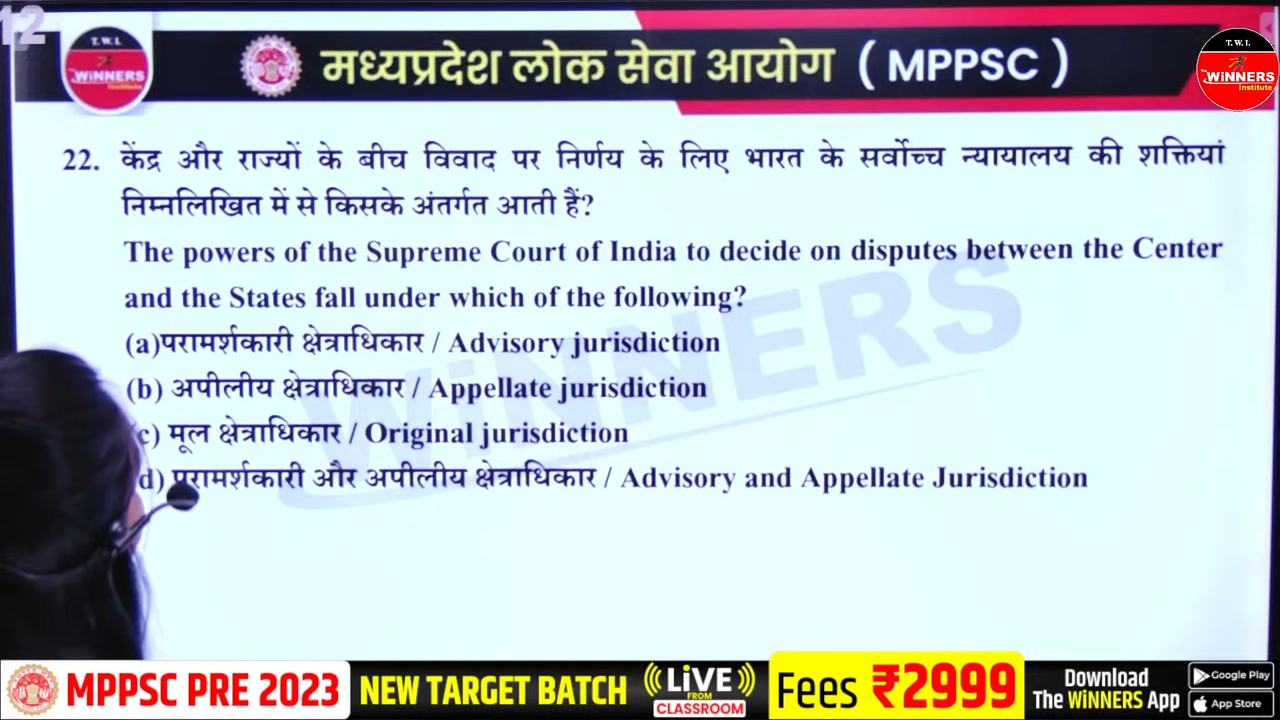 12
T.W.I.
The WiNNERS
Institute
मध्यप्रदेश लोक सेवा आयोग ( MPPSC )
T.W.I.
The WiNNERS
Institute
22. केंद्र और राज्यों के बीच विवाद पर निर्णय के लिए भारत के सर्वोच्च न्यायालय की शक्तियां
निम्नलिखित में से किसके अंतर्गत आती हैं?
The powers of the Supreme Court of India to decide on disputes between the Center
and the States fall under which of the following?
(a)परामर्शकारी क्षेत्राधिकार / Advisory jurisdiction
(b) अपीलीय क्षेत्राधिकार / Appellate jurisdiction
c) मूल क्षेत्राधिकार / Original jurisdiction
d) परामर्शकारी और अपीलीय क्षेत्राधिकार / Advisory and Appellate Jurisdiction
WiNNERS
MPPSC PRE 2023
NEW TARGET BATCH
LiVE
FROM
CLASSROOM
Fees ₹2999
Download
The WiNNERS App
Google Play
App Store